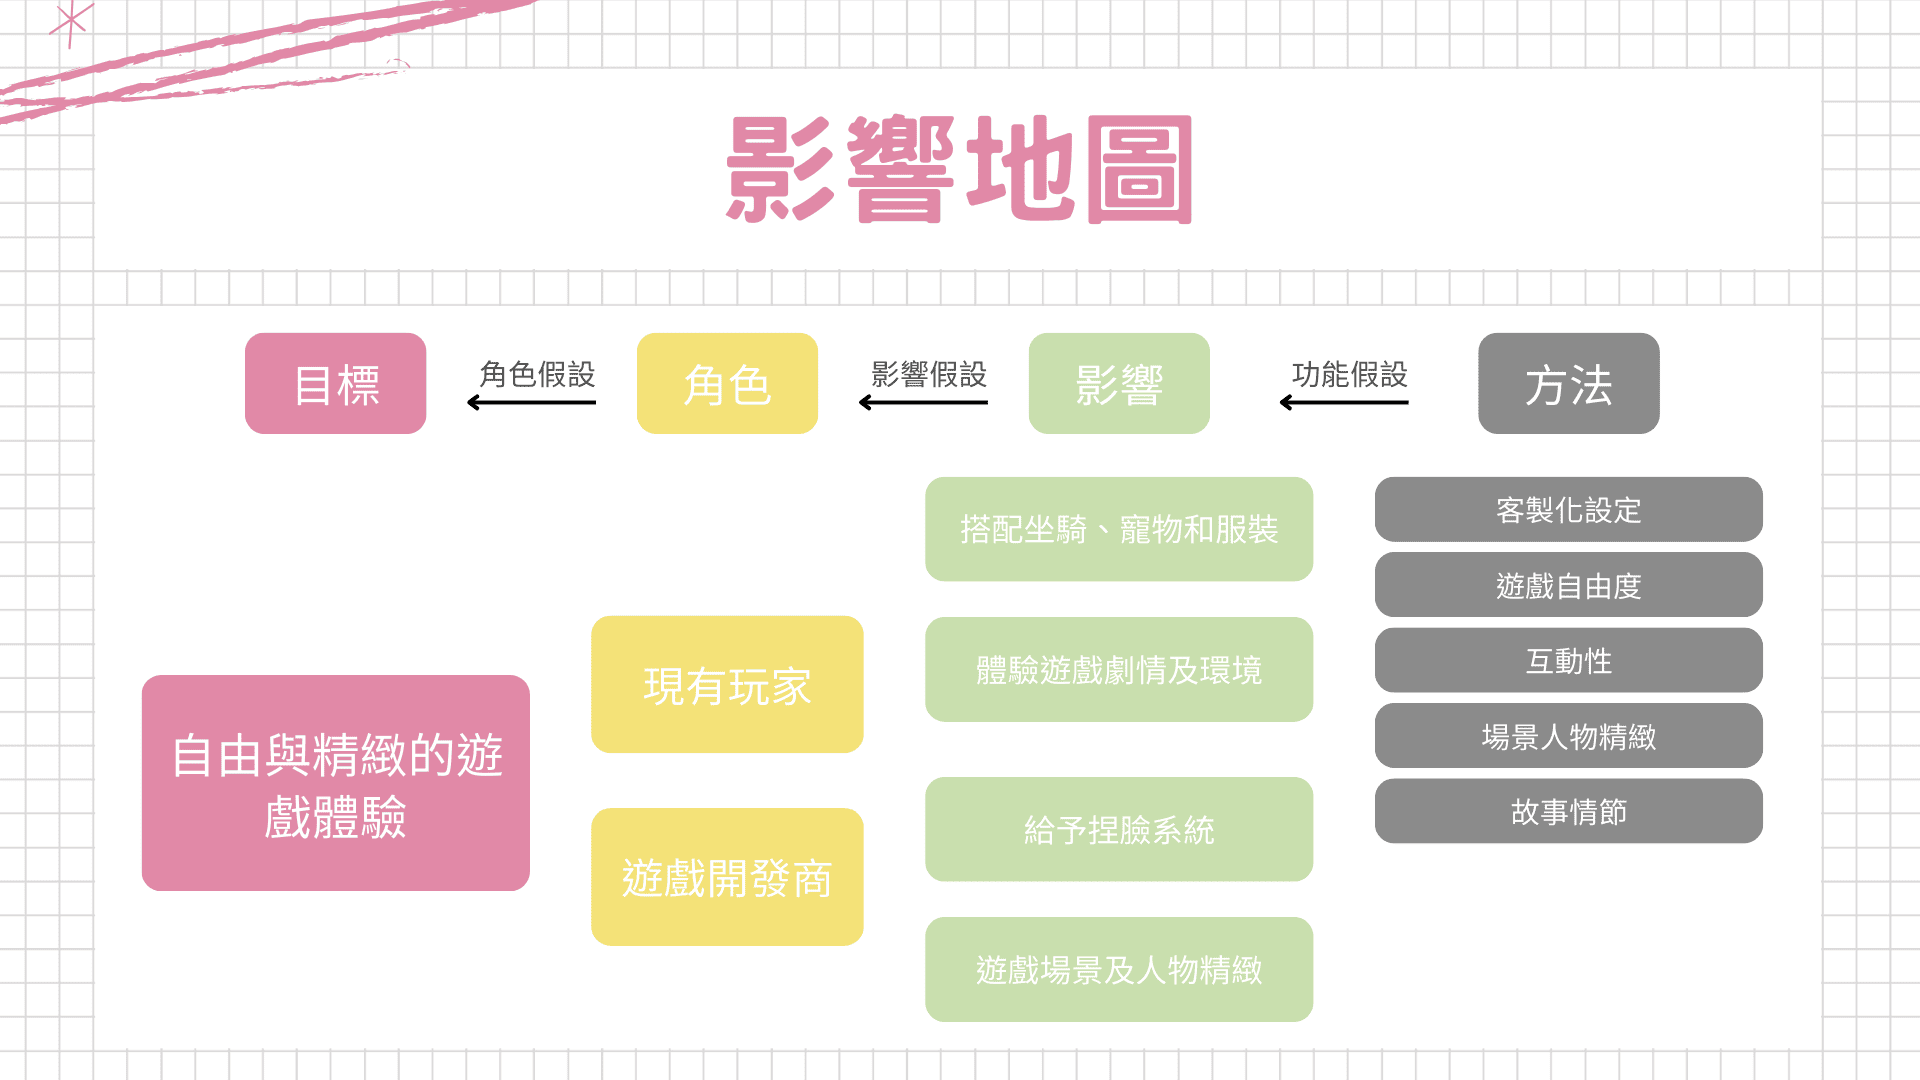 影響地圖
目標
角色假設
角色
影響假設
影響
功能假設
方法
自由與精緻的遊
戲體驗
現有玩家
遊戲開發商
搭配坐騎、寵物和服裝
體驗遊戲劇情及環境
給予捏臉系統
遊戲場景及人物精緻
客製化設定
遊戲自由度
互動性
場景人物精緻
故事情節